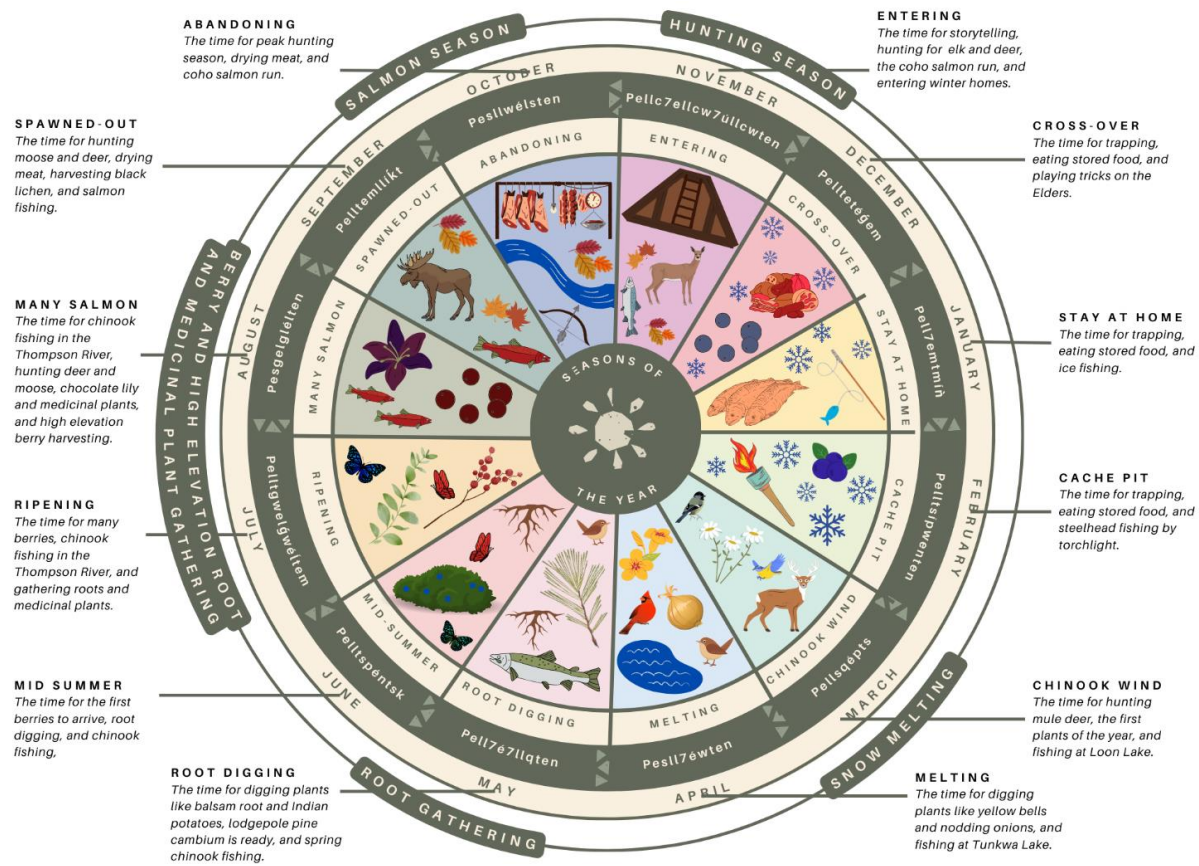 ABANDONING
The time for peak hunting
season, drying meat, and
coho salmon run.
ENTERING
The time for storytelling,
hunting for elk and deer,
the coho salmon run, and
entering winter homes.
SPAWNED-OUT
The time for hunting
moose and deer, drying
meat, harvesting black
lichen, and salmon
fishing.
CROSS-OVER
The time for trapping,
eating stored food, and
playing tricks on the
Elders.
MANY SALMON
The time for chinook
fishing in the
Thompson River,
hunting deer and
moose, chocolate lily
and medicinal plants,
and high elevation
berry harvesting.
STAY AT HOME
The time for trapping,
eating stored food, and
ice fishing.
RIPENING
The time for many
berries, chinook
fishing in the
Thompson River, and
gathering roots and
medicinal plants.
CACHE PIT
The time for trapping,
eating stored food, and
steelhead fishing by
torchlight.
MID SUMMER
The time for the first
berries to arrive, root
digging, and chinook
fishing,
CHINOOK WIND
The time for hunting
mule deer, the first
plants of the year, and
fishing at Loon Lake.
ROOT DIGGING
The time for digging plants
like balsam root and Indian
potatoes, lodgepole pine
cambium is ready, and spring
chinook fishing.
MELTING
The time for digging
plants like yellow bells
and nodding onions, and
fishing at Tunkwa Lake.
SALMON SEASON
HUNTING SEASON
SNOW MELTING
ROOT GATHERING
BERRY AND HIGH ELEVATION ROOT
AND MEDICINAL PLANT GATHERING
NOVEMBER
DECEMBER
JANUARY
FEBRUARY
MARCH
APRIL
MAY
JUNE
JULY
AUGUST
SEPTEMBER
OCTOBER
Pellc7ellcw7úllcwten
Pelltetéǵem
Pell7emtmiṅ
Pelltsipwenten
Pellsqépts
Pesll7éwten
Pell7é7llqten
Pelltspéntsk
Pelltgwelǵwéltem
Pesgelglélten
Pelltemllíkt
Pesllwélsten
ENTERING
CROSS-OVER
STAY AT HOME
CACHE PIT
CHINOOK WIND
MELTING
ROOT DIGGING
MID-SUMMER
RIPENING
MANY SALMON
SPAWNED-OUT
ABANDONING
SEASONS OF
THE YEAR